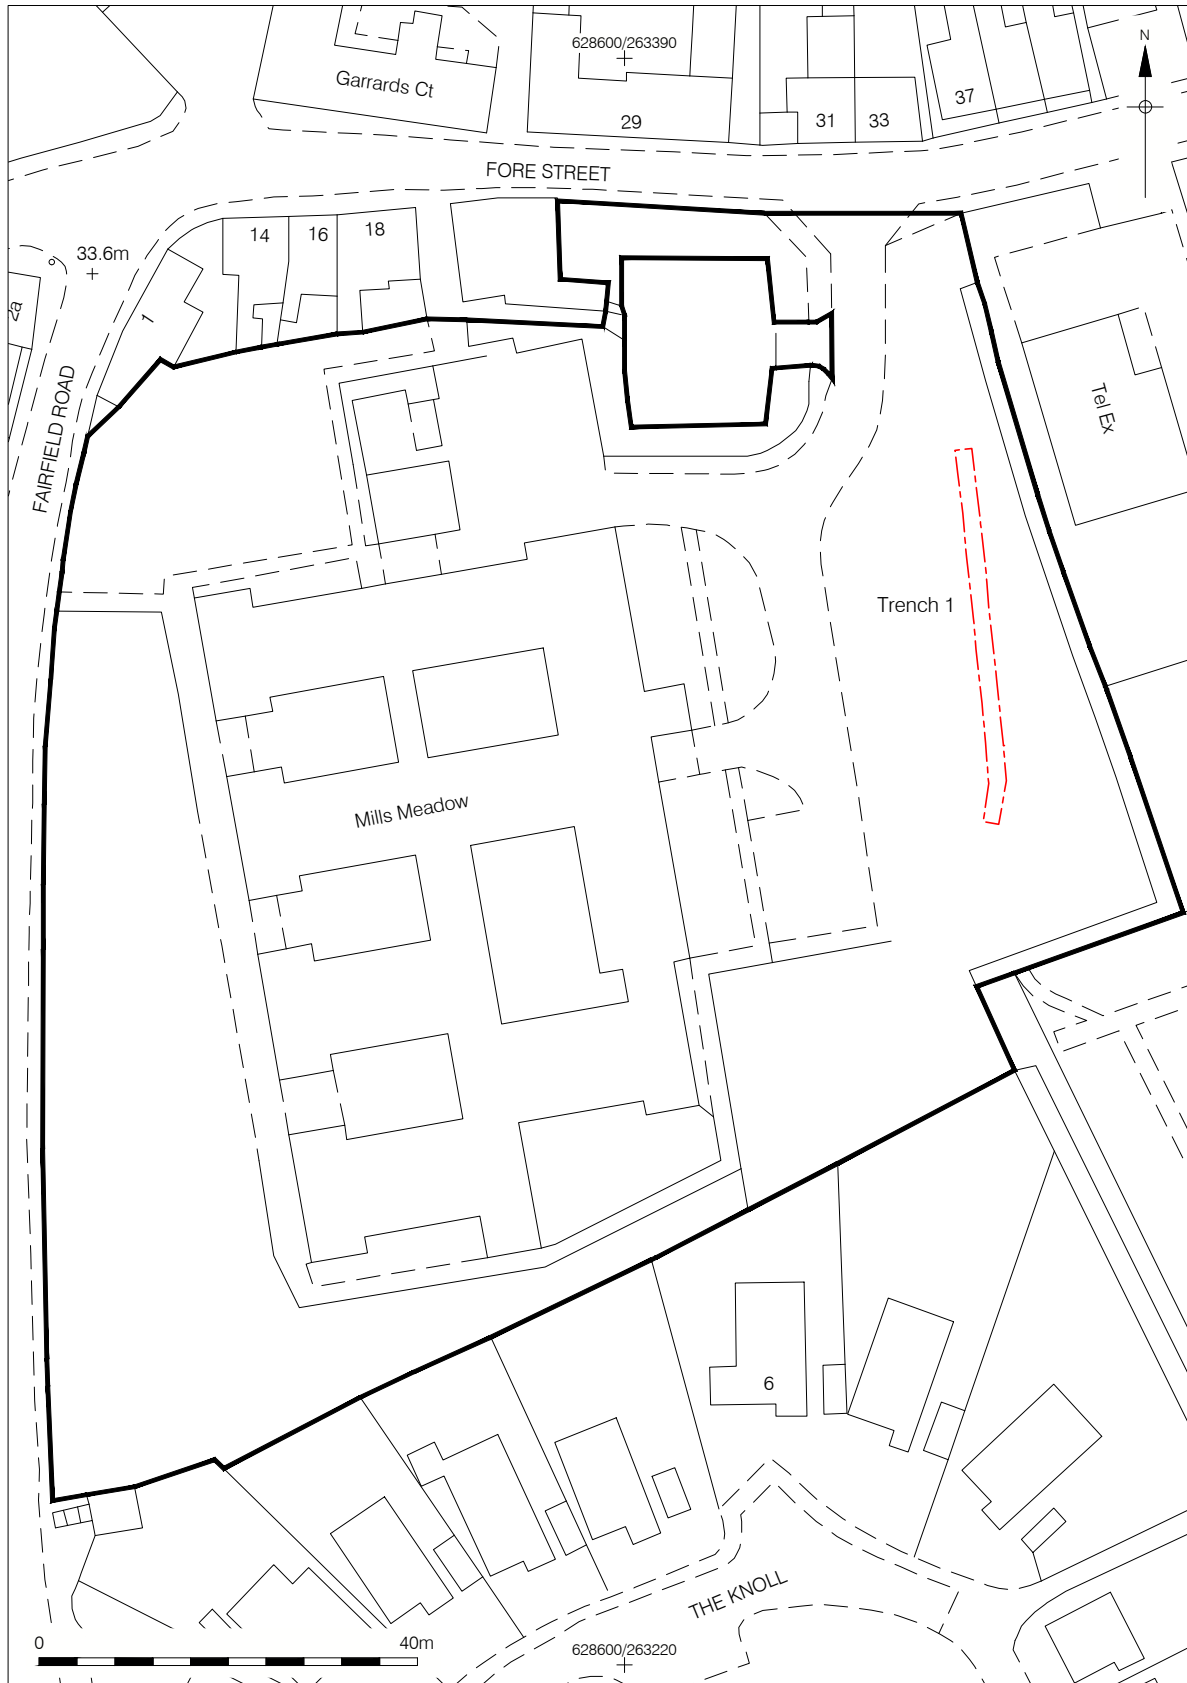 628600/263390
N
Garrards Ct
37
29
31
33
FORE STREET
14
16
18
33.6m
2a
1
Tel Ex
FAIRFIELD ROAD
Trench 1
Mills Meadow
6
THE KNOLL
0
40m
628600/263220